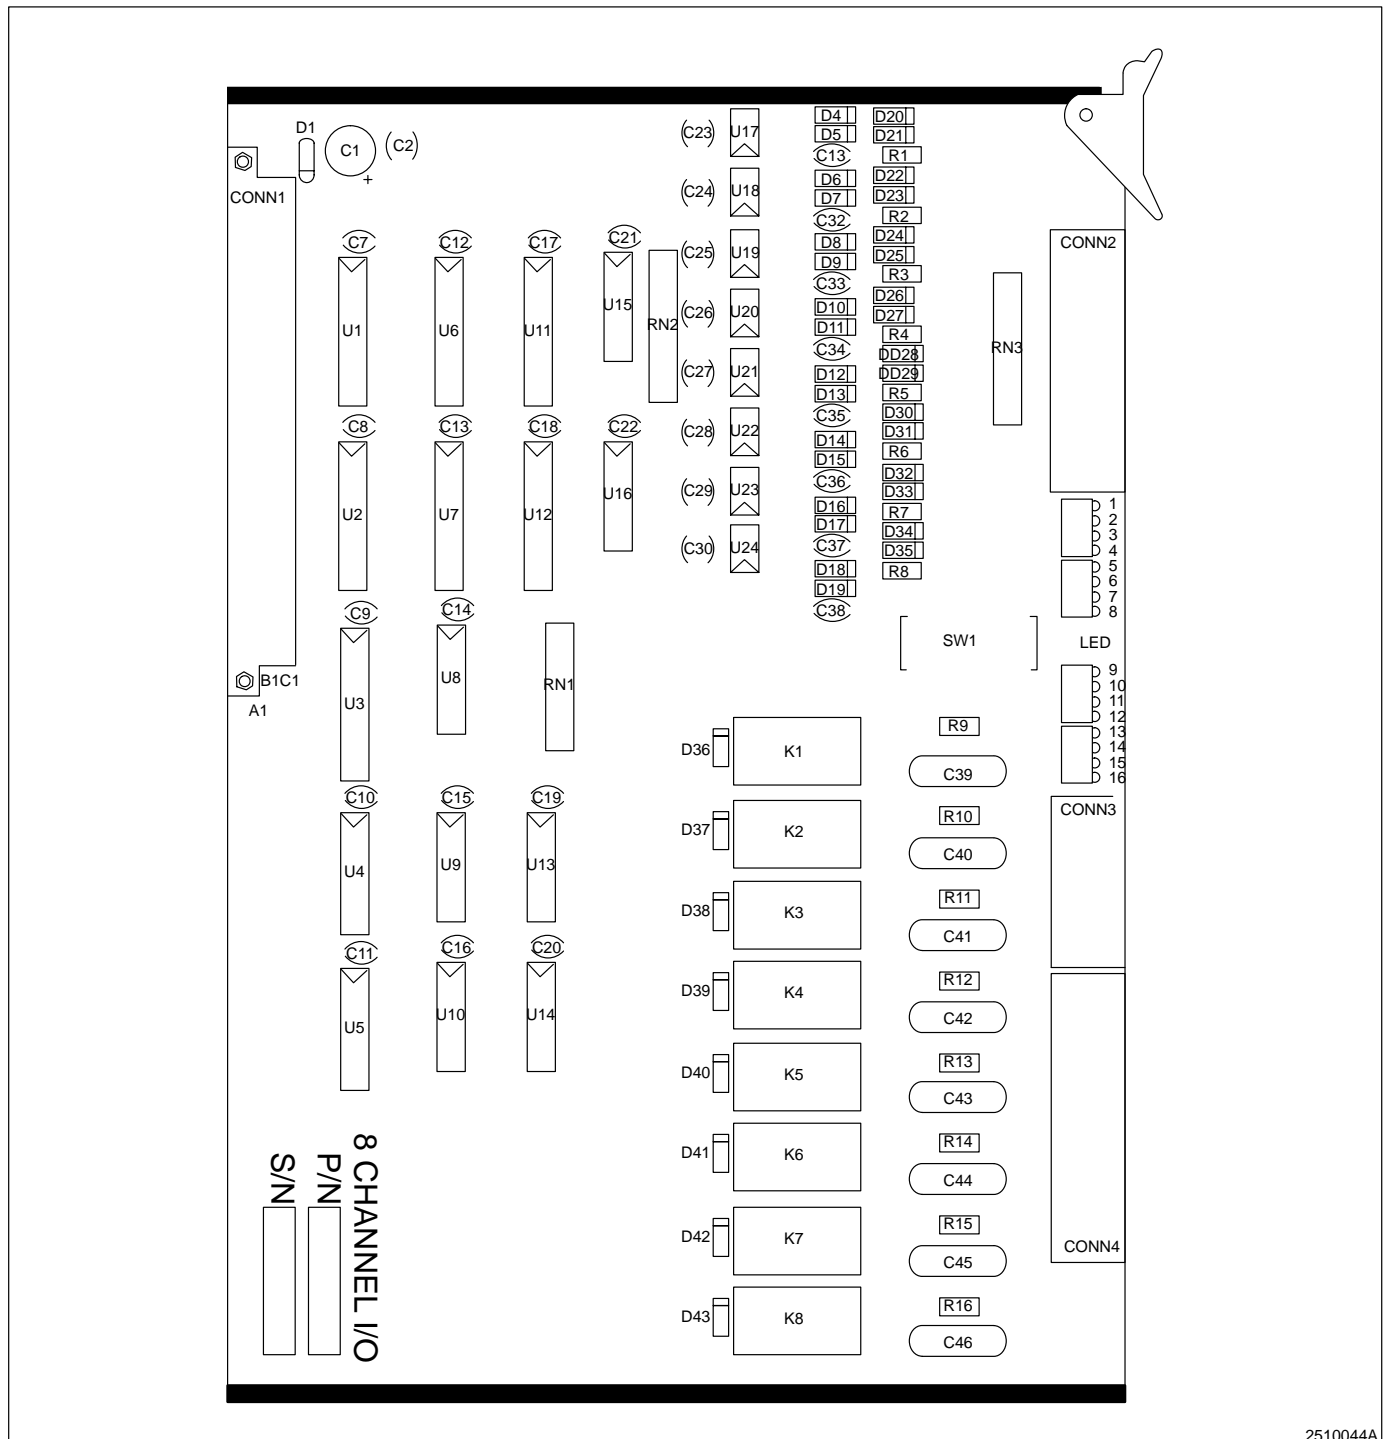 D1
C1
+
C2
CONN1
C7
U1
C8
U2
C9
U3
B1C1
A1
C10
U4
C11
U5
C12
U6
C13
U7
C14
U8
C15
U9
C16
U10
C17
U11
C18
U12
RN1
C19
U13
C20
U14
C21
U15
C22
U16
RN2
C23
C24
C25
C26
C27
C28
C29
C30
U17
U18
U19
U20
U21
U22
U23
U24
D4
D5
C13
D6
D7
C32
D8
D9
C33
D10
D11
C34
D12
D13
C35
D14
D15
C36
D16
D17
C37
D18
D19
C38
D20
D21
R1
D22
D23
R2
D24
D25
R3
D26
D27
R4
DD28
DD29
R5
D30
D31
R6
D32
D33
R7
D34
D35
R8
RN3
CONN2
1
2
3
4
5
6
7
8
LED
9
10
11
12
13
14
15
16
SW1
CONN3
CONN4
D36
K1
R9
C39
D37
K2
R10
C40
D38
K3
R11
C41
D39
K4
R12
C42
D40
K5
R13
C43
D41
K6
R14
C44
D42
K7
R15
C45
D43
K8
R16
C46
8 CHANNEL I/O
P/N
S/N
2510044A